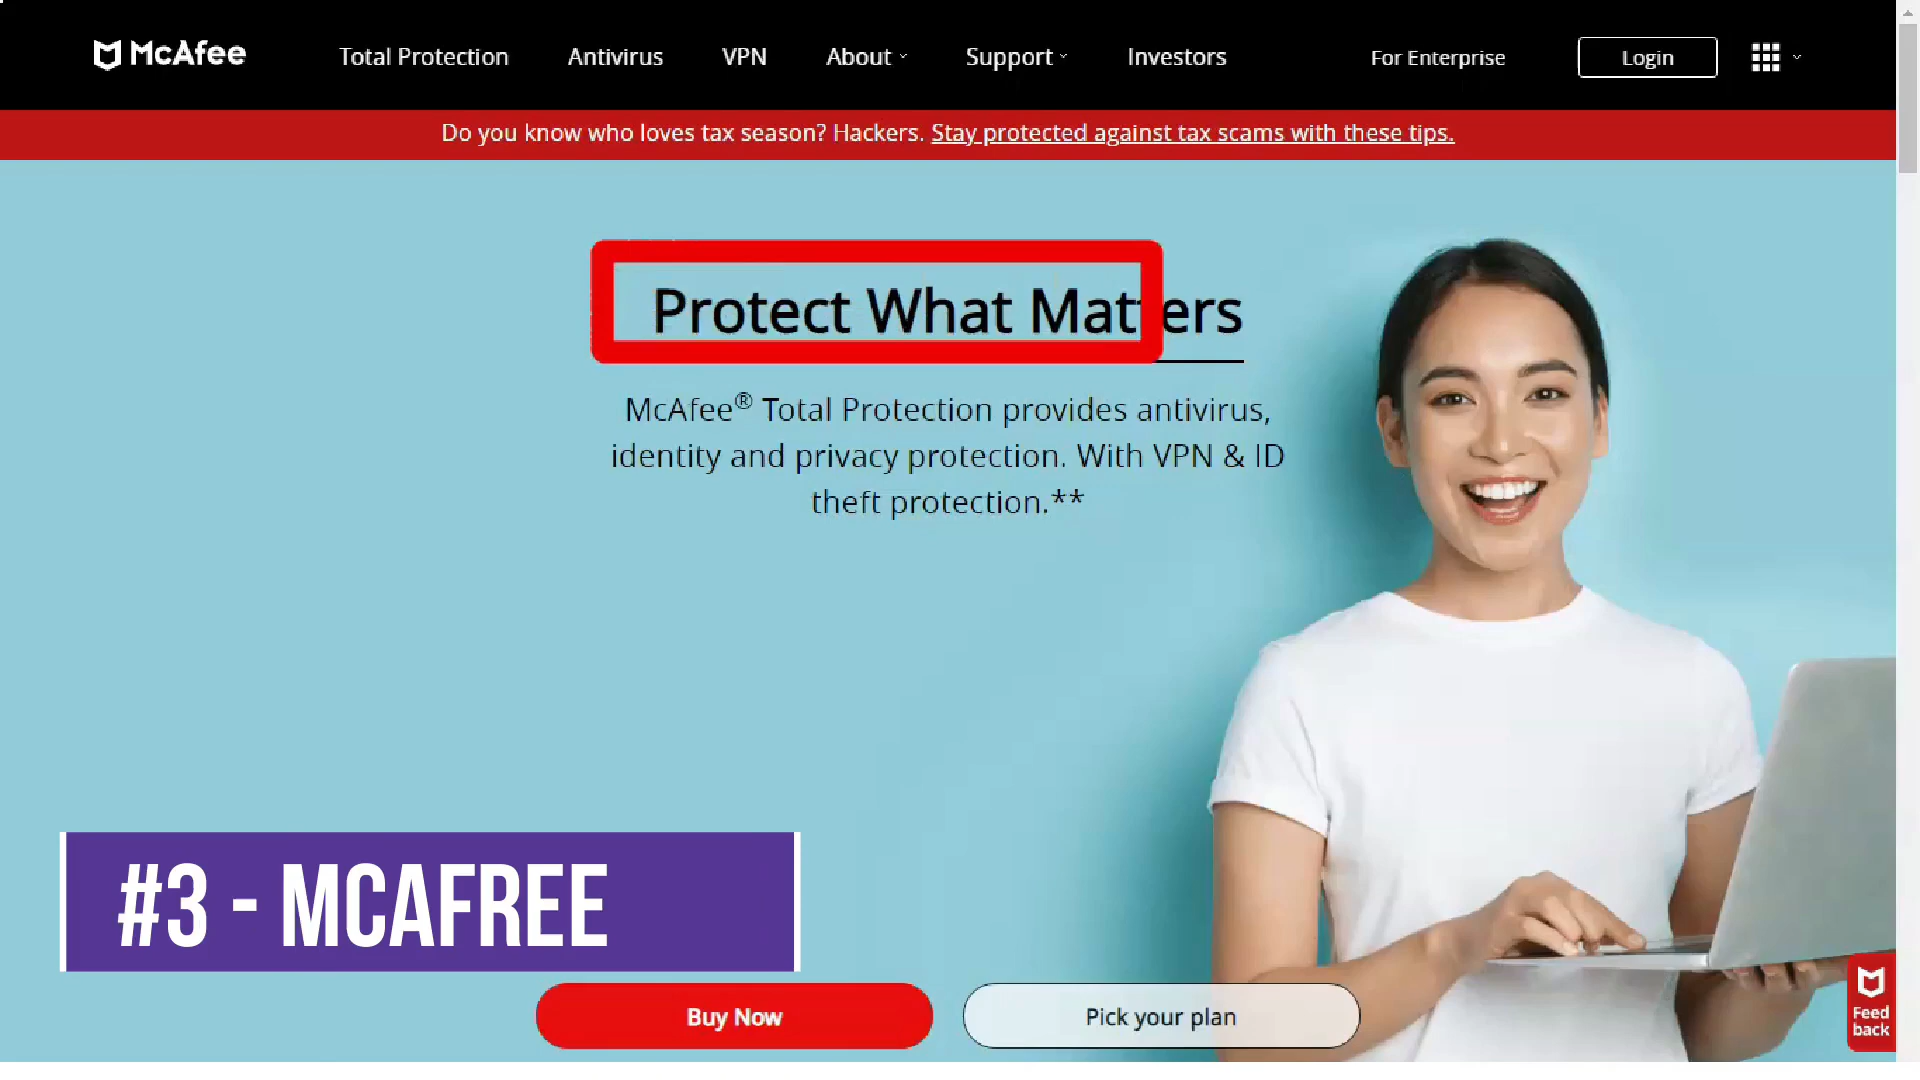 McAfee
Total Protection
Antivirus
VPN
About
Support
Investors
For Enterprise
Login
Do you know who loves tax season? Hackers. Stay protected against tax scams with these tips.
Protect What Matters
McAfee® Total Protection provides antivirus,
identity and privacy protection. With VPN & ID
theft protection.**
#3 - MCAFREE
Buy Now
Pick your plan
Feed
back